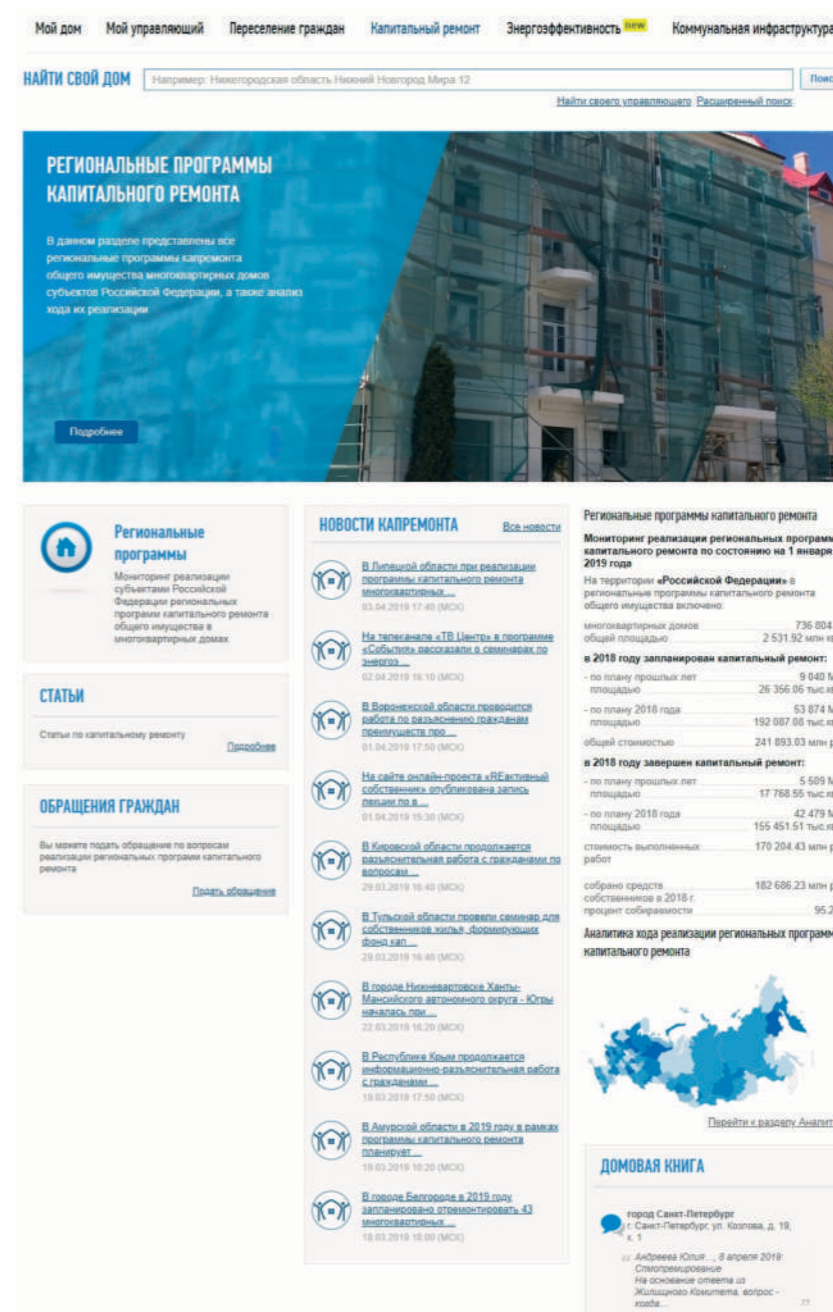 Мой дом Мой управляющий Переселение граждан Капитальный ремонт Энергоэффективность new Коммунальная инфраструктура
НАЙТИ СВОЙ ДОМ Например: Нижегородская область Нижний Новгород Мира 12
Найти своего управляющего Расширенный поиск
РЕГИОНАЛЬНЫЕ ПРОГРАММЫ
КАПИТАЛЬНОГО РЕМОНТА
В данном разделе представлены все
региональные программы капремонта
общего имущества многоквартирных домов
субъектов Российской Федерации, а также анализ
хода их реализации
Подробнее
Региональные
программы
Мониторинг реализации
субъектами Российской
Федерации региональных
программ капитального ремонта
общего имущества в
многоквартирных домах
СТАТЬИ
Статьи по капитальному ремонту
Подробнее
ОБРАЩЕНИЯ ГРАЖДАН
Вы можете подать обращение по вопросам
реализации региональных программ капитального
ремонта
Подать обращение
НОВОСТИ КАПРЕМОНТА Все новости
В Липецкой области при реализации
программы капитального ремонта
многоквартирных ...
03.04.2019 17:40 (МСК)
На телеканале «ТВ Центр» в программе
«События» рассказали о семинарах по
энергоэ ...
02.04.2019 16:10 (МСК)
В Воронежской области проводится
работа по разъяснению гражданам
преимуществ про ...
01.04.2019 17:50 (МСК)
На сайте онлайн-проекта «РЕактивный
собственник» опубликована запись
лекции по в ...
01.04.2019 15:30 (МСК)
В Кировской области продолжается
разъяснительная работа с гражданами по
вопросам ...
29.03.2019 16:40 (МСК)
В Тульской области провели семинар для
собственников жилья, формирующих
фонд кап ...
29.03.2019 16:40 (МСК)
В городе Нижневартовске Ханты-
Мансийского автономного округа - Югры
началась при ...
22.03.2019 16:20 (МСК)
В Республике Крым продолжается
информационно-разъяснительная работа
с гражданами ...
19.03.2019 17:50 (МСК)
В Амурской области в 2019 году в рамках
программы капитального ремонта
планирует ...
19.03.2019 10:20 (МСК)
В городе Белгороде в 2019 году
запланировано отремонтировать 43
многоквартирных ...
18.03.2019 18:00 (МСК)
Региональные программы капитального ремонта
Мониторинг реализации региональных программ
капитального ремонта по состоянию на 1 января
2019 года
На территории «Российской Федерации» в
региональные программы капитального ремонта
общего имущества включено:
многоквартирных домов 736 804
общей площадью 2 531.92 млн
в 2018 году запланирован капитальный ремонт:
- по плану прошлых лет 9 040
площадью 26 356.06 тыс.
- по плану 2018 года 53 874
площадью 192 087.08 тыс.
общей стоимостью 241 893.03 млн
в 2018 году завершен капитальный ремонт:
- по плану прошлых лет 5 509
площадью 17 768.55 тыс.
- по плану 2018 года 42 479
площадью 155 451.51 тыс.
стоимость выполненных 170 204.43 млн
работ
собрано средств 182 686.23 млн
собственников в 2018 г.
процент собираемости 95.2
Аналитика хода реализации региональных программ
капитального ремонта
Перейти к разделу
ДОМОВАЯ КНИГА
город Санкт-Петербург
г. Санкт-Петербург, ул. Козлова, д. 19,
к. 1
Андреева Юлия..., 8 апреля 2019:
На основание ответа из
Жилищного Комитета, вопрос -
когда...